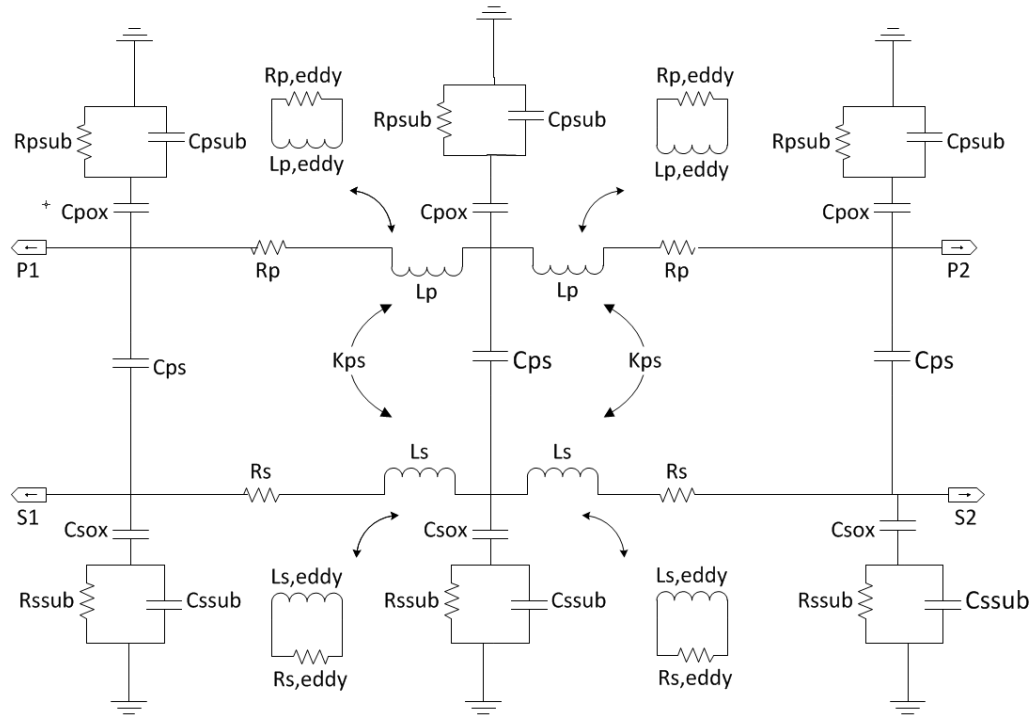 Rp,eddy
Rp,eddy
Rpsub
Cpsub
Rpsub
Cpsub
Rpsub
Cpsub
Lp,eddy
Lp,eddy
Cpox
Cpox
Cpox
P1
Rp
Lp
Lp
Rp
P2
Cps
Kps
Cps
Kps
Cps
Rs
Ls
Ls
Rs
S1
S2
Csox
Csox
Csox
Ls,eddy
Ls,eddy
Rssub
Cssub
Rssub
Cssub
Rssub
Cssub
Rs,eddy
Rs,eddy